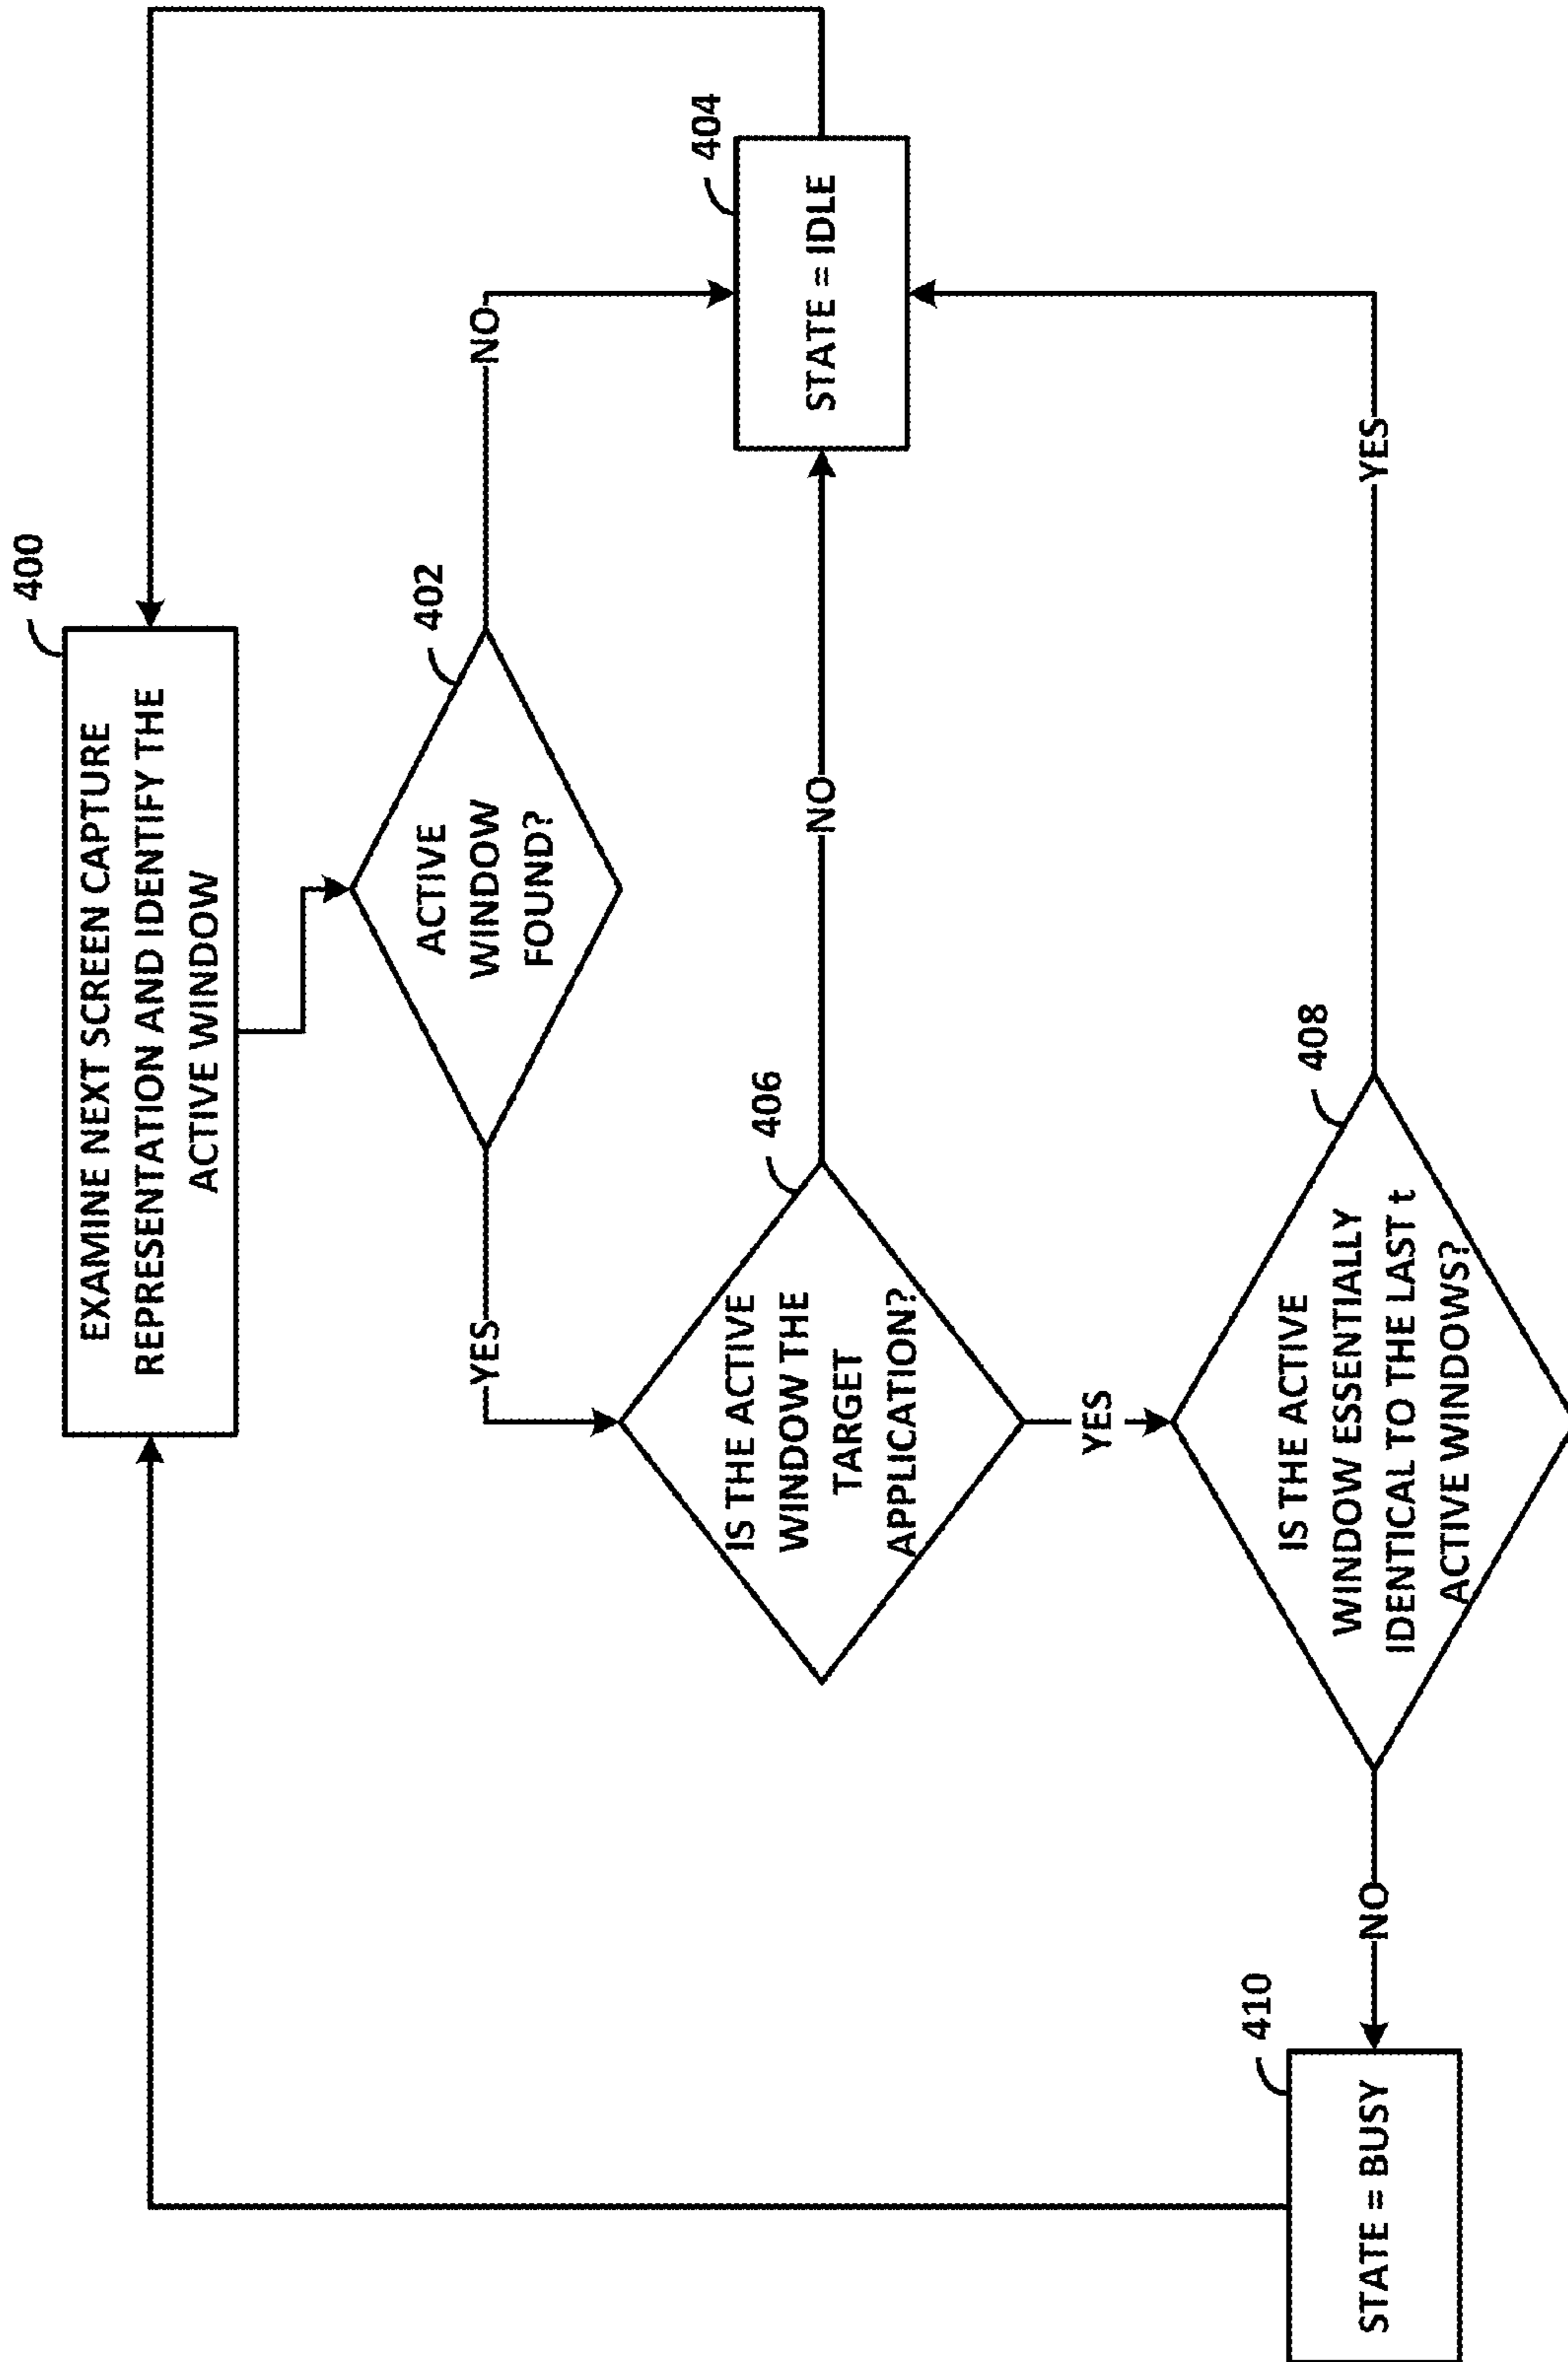 400
EXAMINE NEXT SCREEN CAPTURE
REPRESENTATION AND IDENTIFY THE
ACTIVE WINDOW
402
ACTIVE
WINDOW
FOUND?
YES
NO
404
STATE = IDLE
406
IS THE ACTIVE
WINDOW THE
TARGET
APPLICATION?
NO
YES
408
IS THE ACTIVE
WINDOW ESSENTIALLY
IDENTICAL TO THE LAST t
ACTIVE WINDOWS?
YES
NO
410
STATE = BUSY